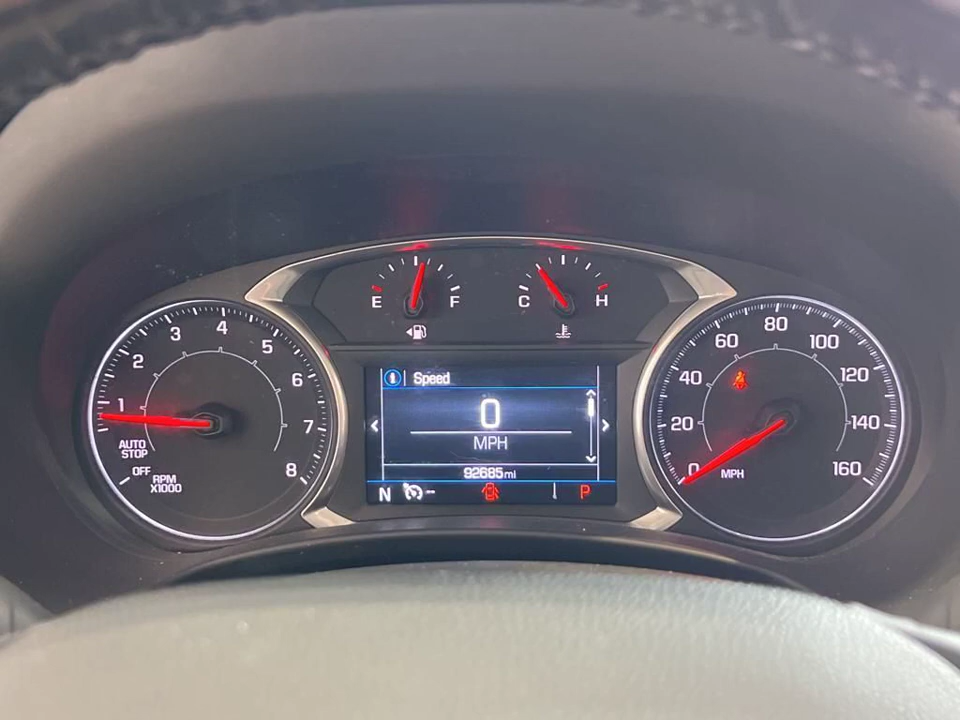 E F
C H
1 2 3 4 5 6 7 8
AUTO
STOP
OFF
RPM
X1000
Speed
0
MPH
92685mi
N -- P
0 20 40 60 80 100 120 140 160
MPH